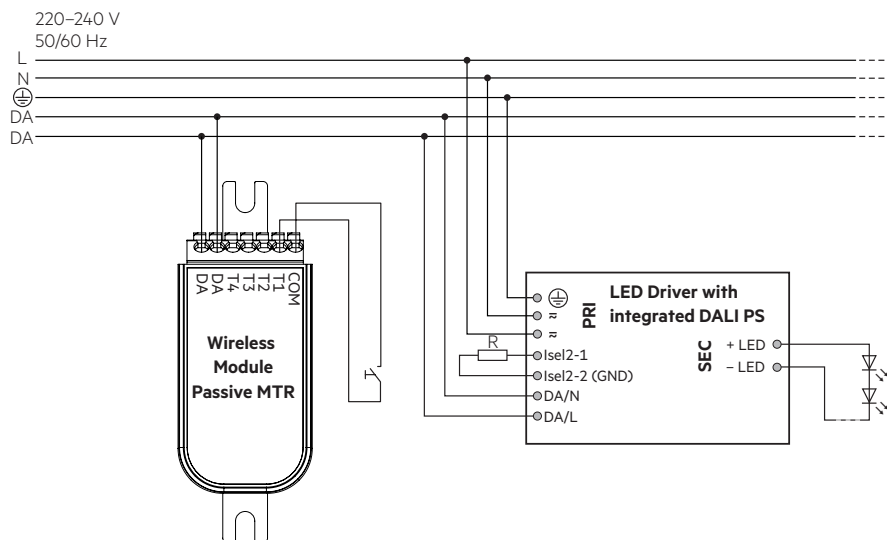 220–240 V
50/60 Hz
L
N
DA
DA
DA
DA
T4
T3
T2
T1
COM
Wireless
Module
Passive MTR
LED Driver with
integrated DALI PS
PRI
R
Isel2-1
Isel2-2 (GND)
DA/N
DA/L
SEC
+ LED
– LED